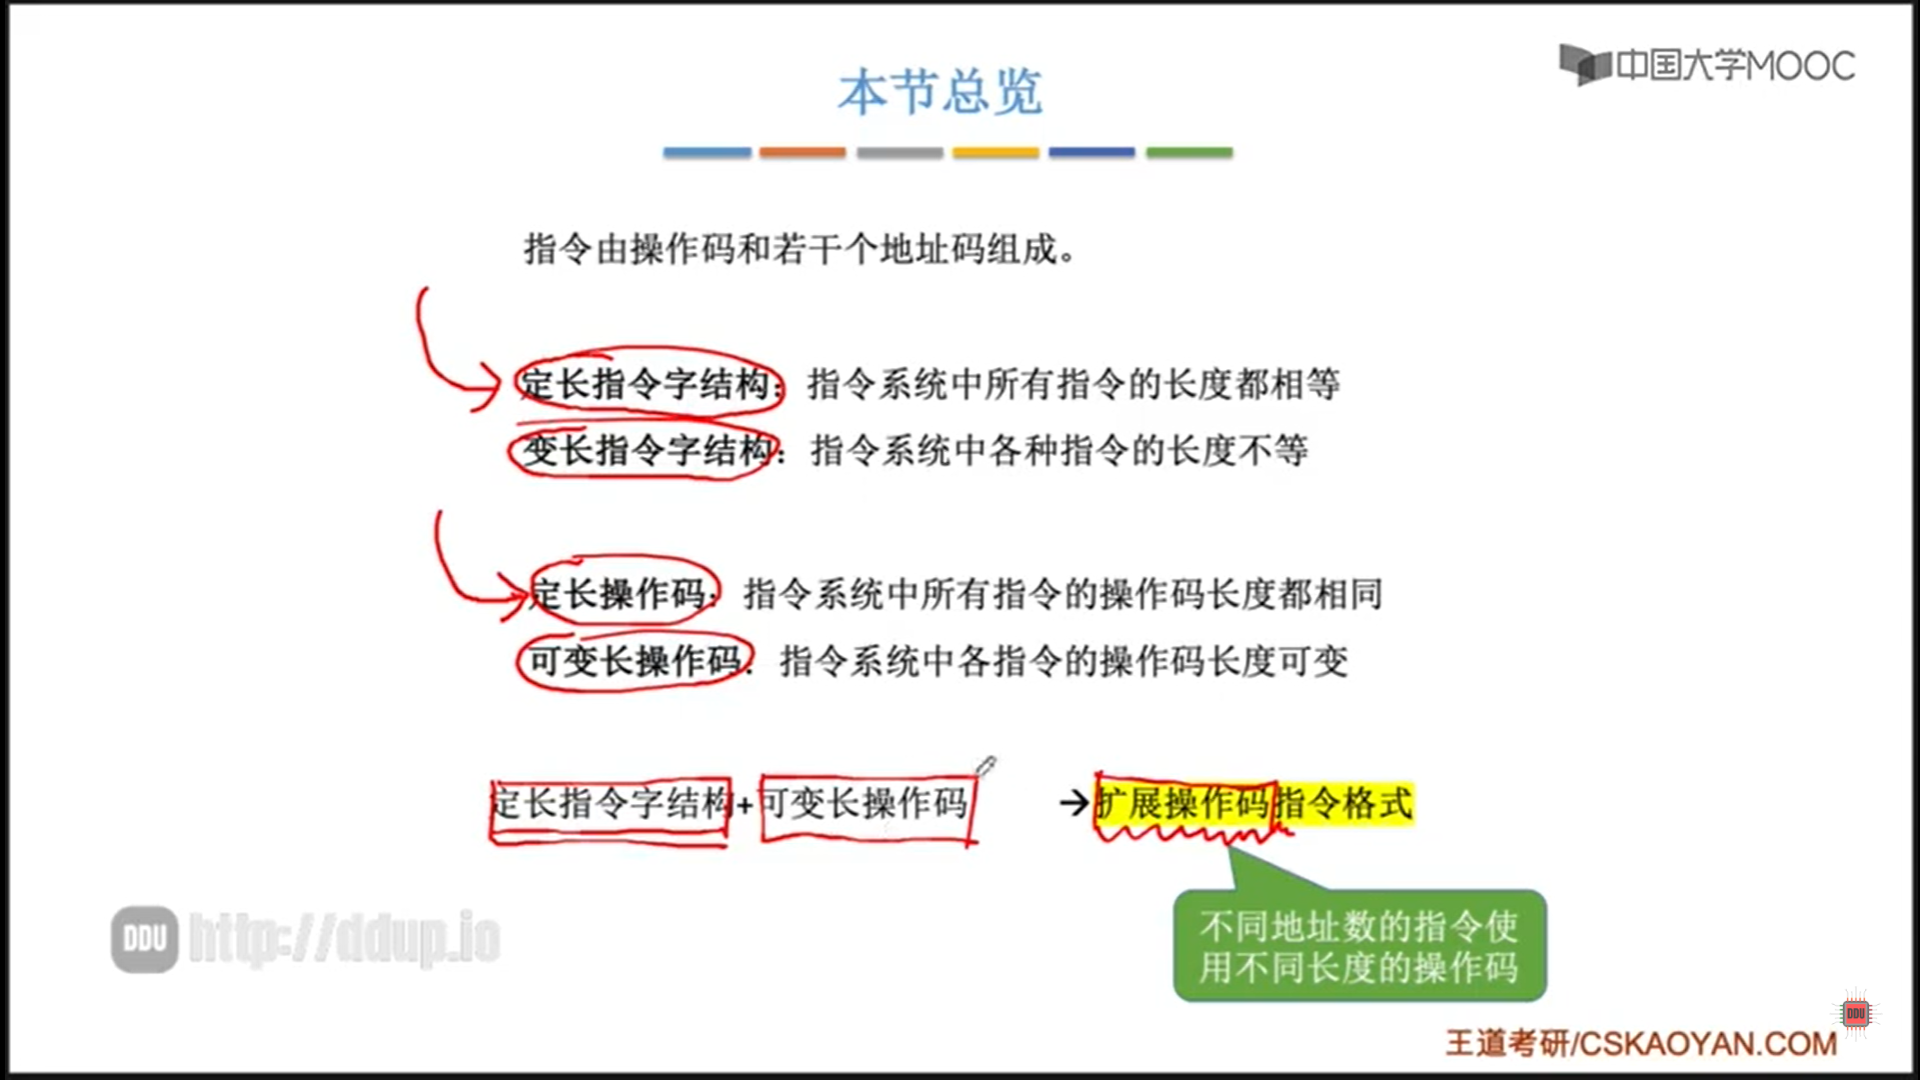 中国大学MOOC
本节总览
指令由操作码和若干个地址码组成。
定长指令字结构：指令系统中所有指令的长度都相等
变长指令字结构：指令系统中各种指令的长度不等
定长操作码：指令系统中所有指令的操作码长度都相同
可变长操作码：指令系统中各指令的操作码长度可变
定长指令字结构+可变长操作码 →扩展操作码指令格式
不同地址数的指令使
用不同长度的操作码
DDU http://ddup.io
DDU
王道考研/CSKAOYAN.COM